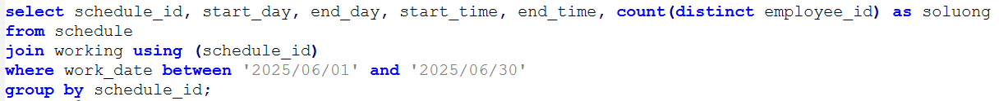 select schedule_id, start_day, end_day, start_time, end_time, count(distinct employee_id) as soluong
from schedule
join working using (schedule_id)
where work_date between '2025/06/01' and '2025/06/30'
group by schedule_id;